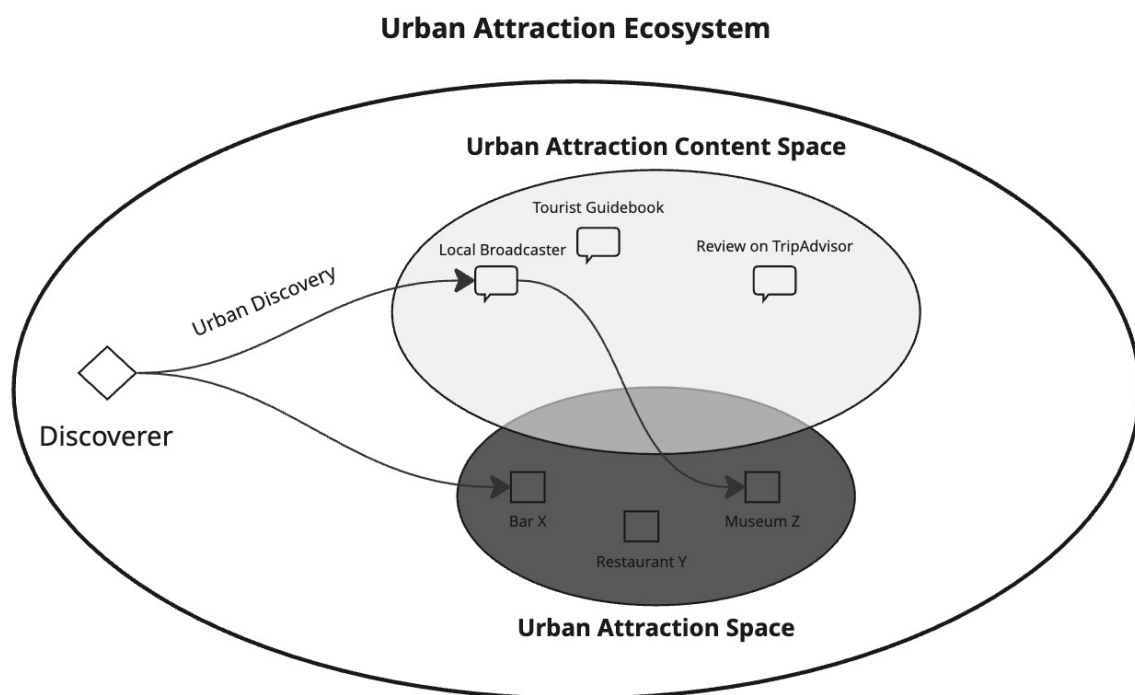 Urban Attraction Ecosystem
Urban Attraction Content Space
Tourist Guidebook
Local Broadcaster
Review on TripAdvisor
Urban Discovery
Discoverer
Bar X
Museum Z
Restaurant Y
Urban Attraction Space